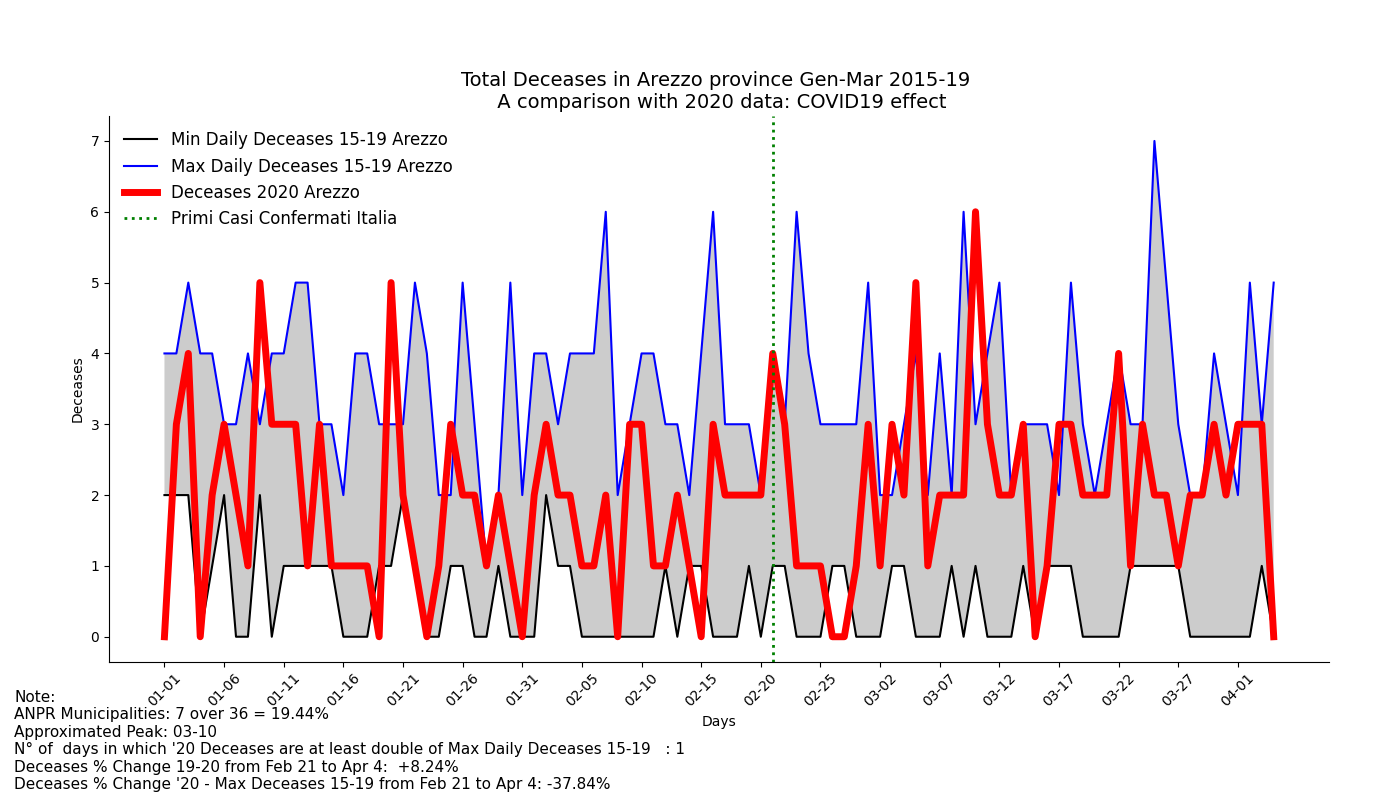 Total Deceases in Arezzo province Gen-Mar 2015-19
A comparison with 2020 data: COVID19 effect
Min Daily Deceases 15-19 Arezzo
Max Daily Deceases 15-19 Arezzo
Deceases 2020 Arezzo
Primi Casi Confermati Italia
7
6
5
4
3
2
1
0
Deceases
01-01
01-06
01-11
01-16
01-21
01-26
01-31
02-05
02-10
02-15
02-20
02-25
03-02
03-07
03-12
03-17
03-22
03-27
04-01
Days
Note:
ANPR Municipalities: 7 over 36 = 19.44%
Approximated Peak: 03-10
N° of  days in which '20 Deceases are at least double of Max Daily Deceases 15-19   : 1
Deceases % Change 19-20 from Feb 21 to Apr 4:  +8.24%
Deceases % Change '20 - Max Deceases 15-19 from Feb 21 to Apr 4: -37.84%